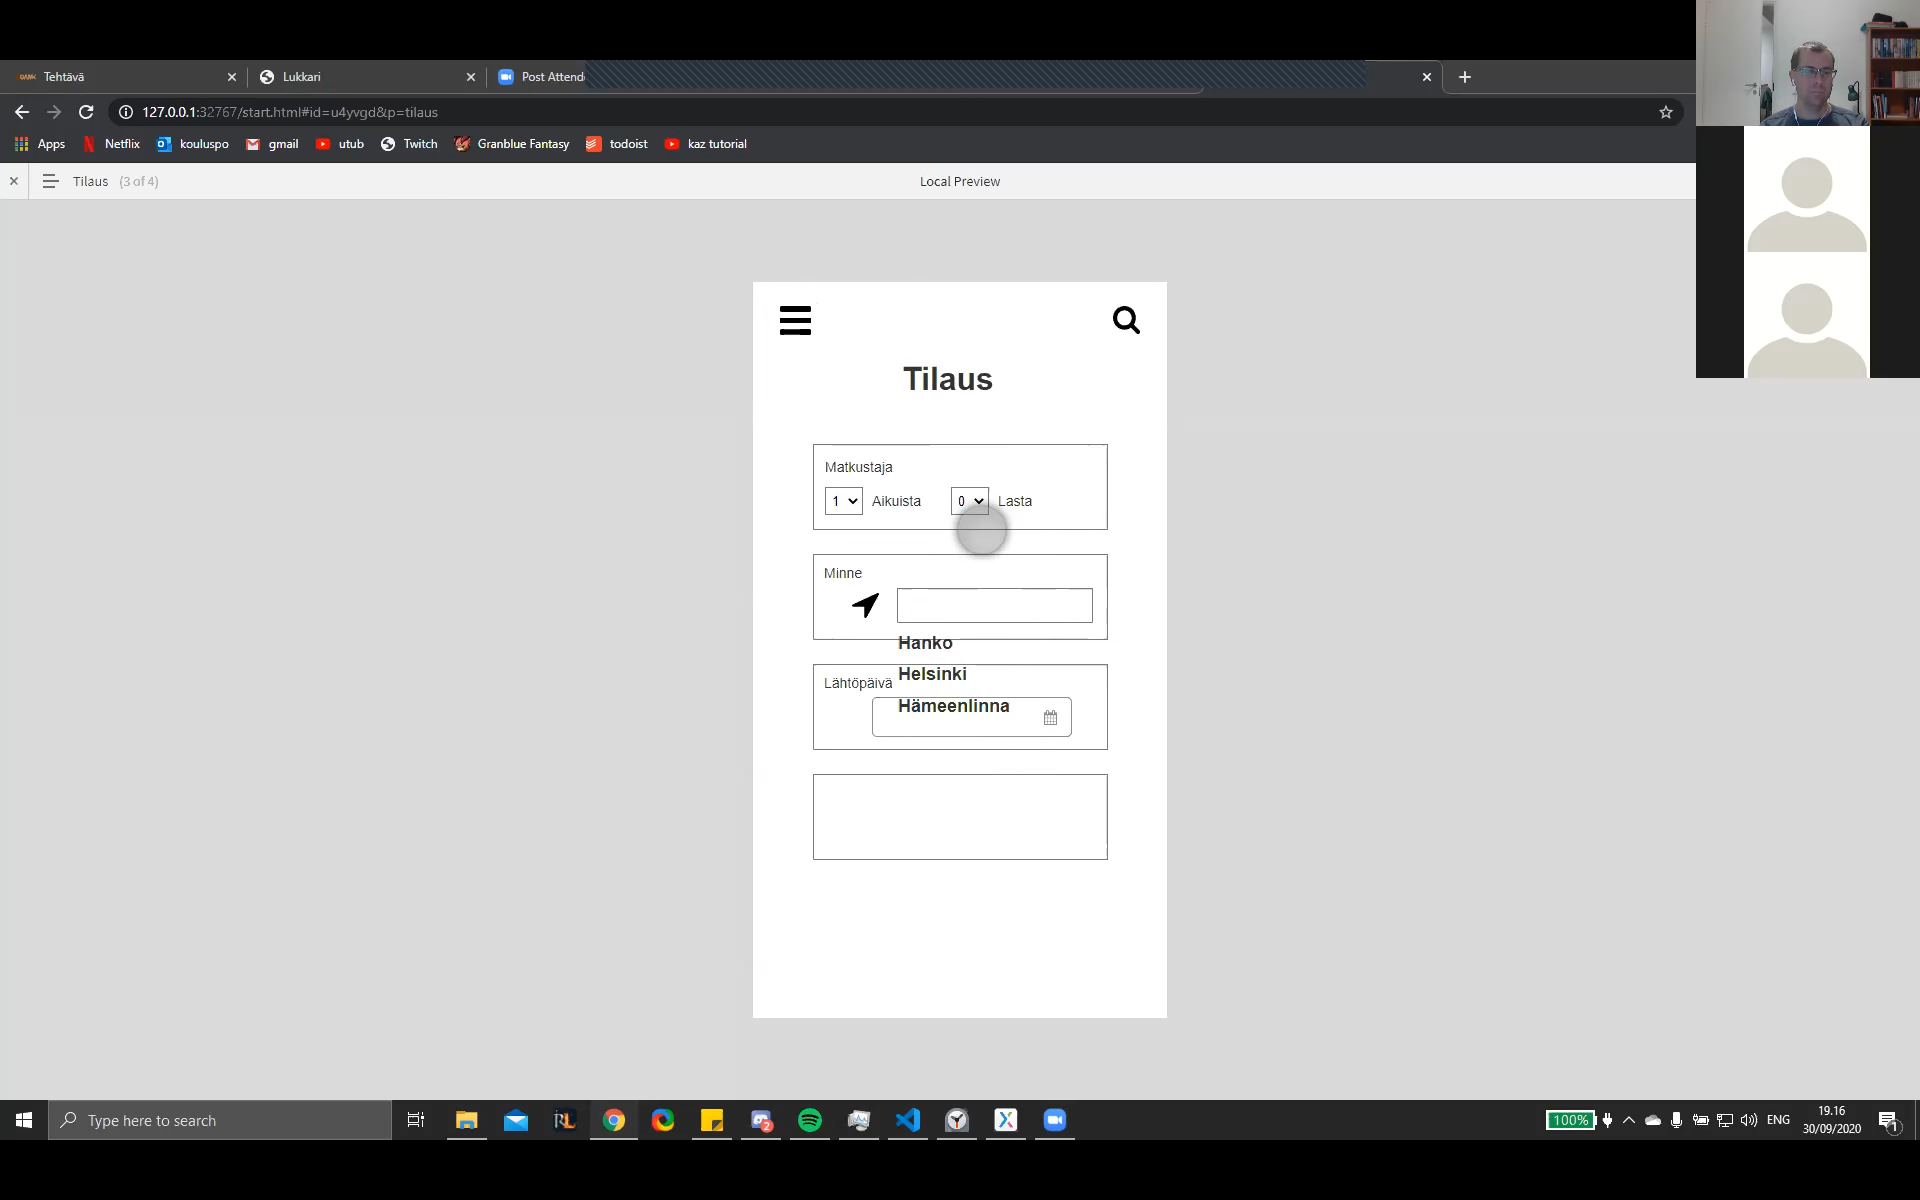 Tehtävä
Lukkari
Post Attend
127.0.0.1:32767/start.html#id=u4yvgd&p=tilaus
Apps
Netflix
kouluspo
gmail
utub
Twitch
Granblue Fantasy
todoist
kaz tutorial
Tilaus (3 of 4)
Local Preview
Tilaus
Matkustaja
1 Aikuista 0 Lasta
Minne
Hanko
Helsinki
Lähtöpäivä
Hämeenlinna
Type here to search
2
100%
ENG
19.16
30/09/2020
1